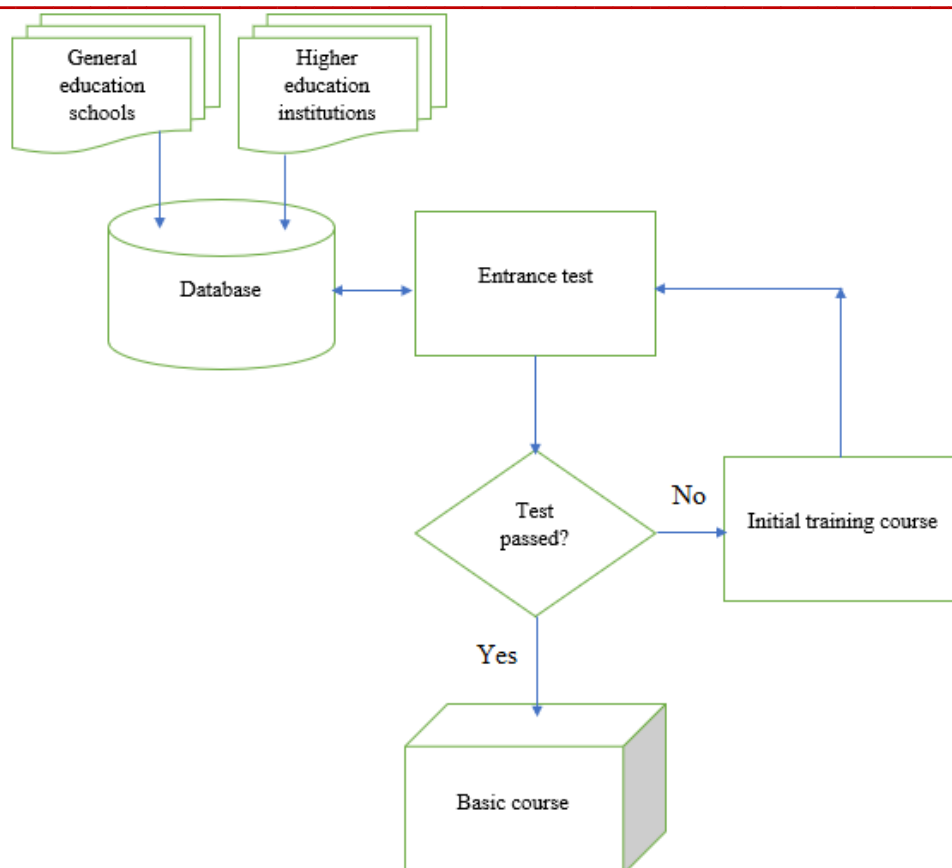 General
education
schools
Higher
education
institutions
Database
Entrance test
Test
passed?
No
Initial training course
Yes
Basic course